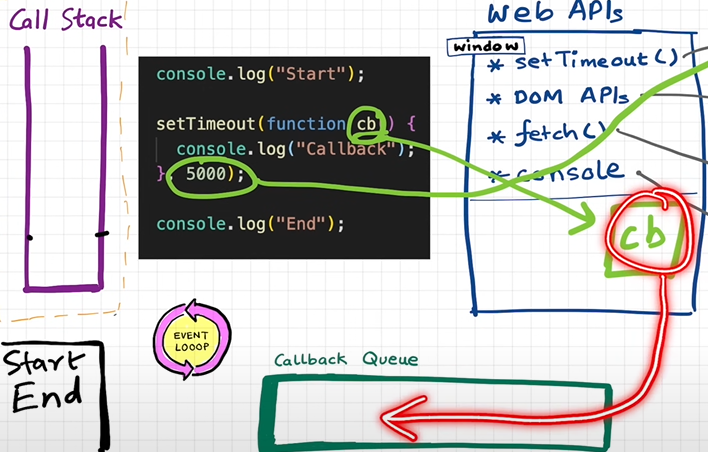 Call Stack
Web APIs
window
* setTimeout()
* DOM APIs
* fetch()
* console
cb
console.log("Start");
setTimeout(function cb() {
console.log("Callback");
}, 5000);
console.log("End");
EVENT
LOOOP
Start
End
Callback Queue